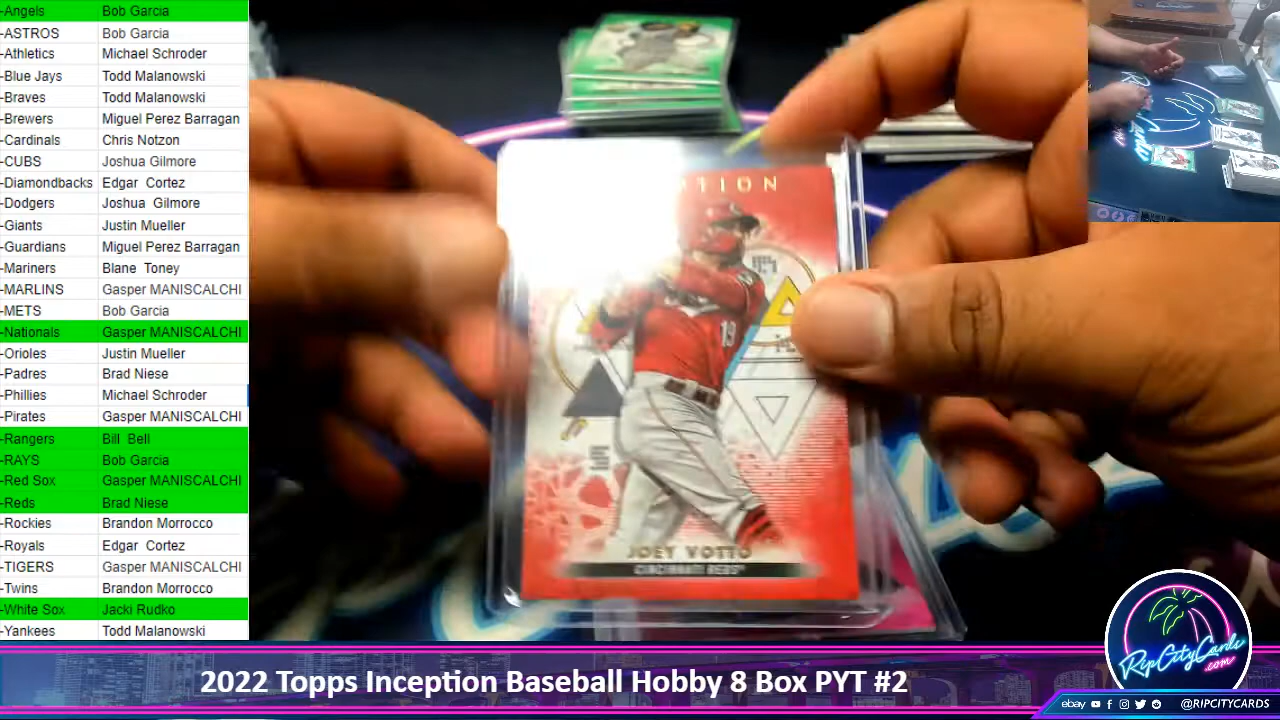 -Angels Bob Garcia
-ASTROS Bob Garcia
-Athletics Michael Schroder
-Blue Jays Todd Malanowski
-Braves Todd Malanowski
-Brewers Miguel Perez Barragan
-Cardinals Chris Notzon
-CUBS Joshua Gilmore
-Diamondbacks Edgar Cortez
-Dodgers Joshua Gilmore
-Giants Justin Mueller
-Guardians Miguel Perez Barragan
-Mariners Blane Toney
-MARLINS Gasper MANISCALCHI
-METS Bob Garcia
-Nationals Gasper MANISCALCHI
-Orioles Justin Mueller
-Padres Brad Niese
-Phillies Michael Schroder
-Pirates Gasper MANISCALCHI
-Rangers Bill Bell
-RAYS Bob Garcia
-Red Sox Gasper MANISCALCHI
-Reds Brad Niese
-Rockies Brandon Morrocco
-Royals Edgar Cortez
-TIGERS Gasper MANISCALCHI
-Twins Brandon Morrocco
-White Sox Jacki Rudko
-Yankees Todd Malanowski
PTION
19
JOEY VOTTO
CINCINNATI REDS
RipCityCards
.com
2022 Topps Inception Baseball Hobby 8 Box PYT #2
ebay @RIPCITYCARDS